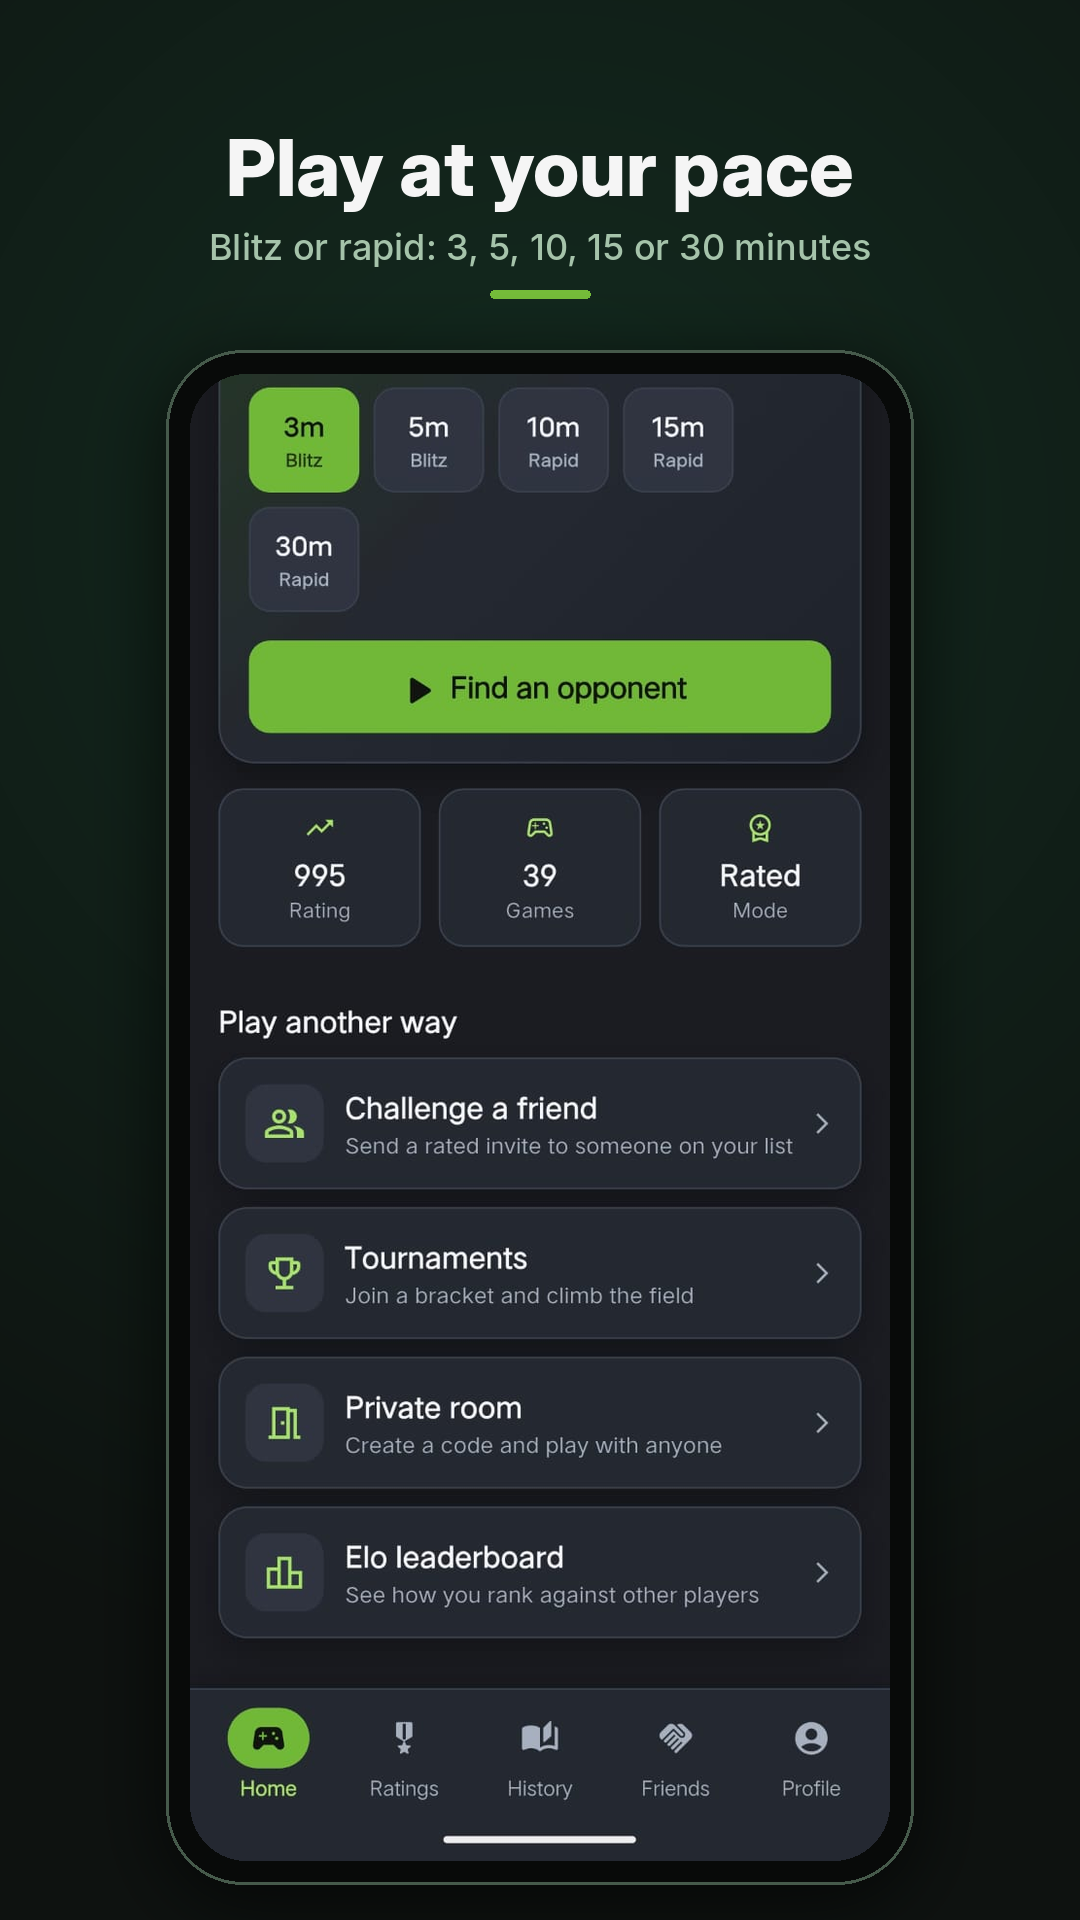 Play at your pace
Blitz or rapid: 3, 5, 10, 15 or 30 minutes
3m
Blitz
5m
Blitz
10m
Rapid
15m
Rapid
30m
Rapid
Find an opponent
995
Rating
39
Games
Rated
Mode
Play another way
Challenge a friend
Send a rated invite to someone on your list
Tournaments
Join a bracket and climb the field
Private room
Create a code and play with anyone
Elo leaderboard
See how you rank against other players
Home
Ratings
History
Friends
Profile